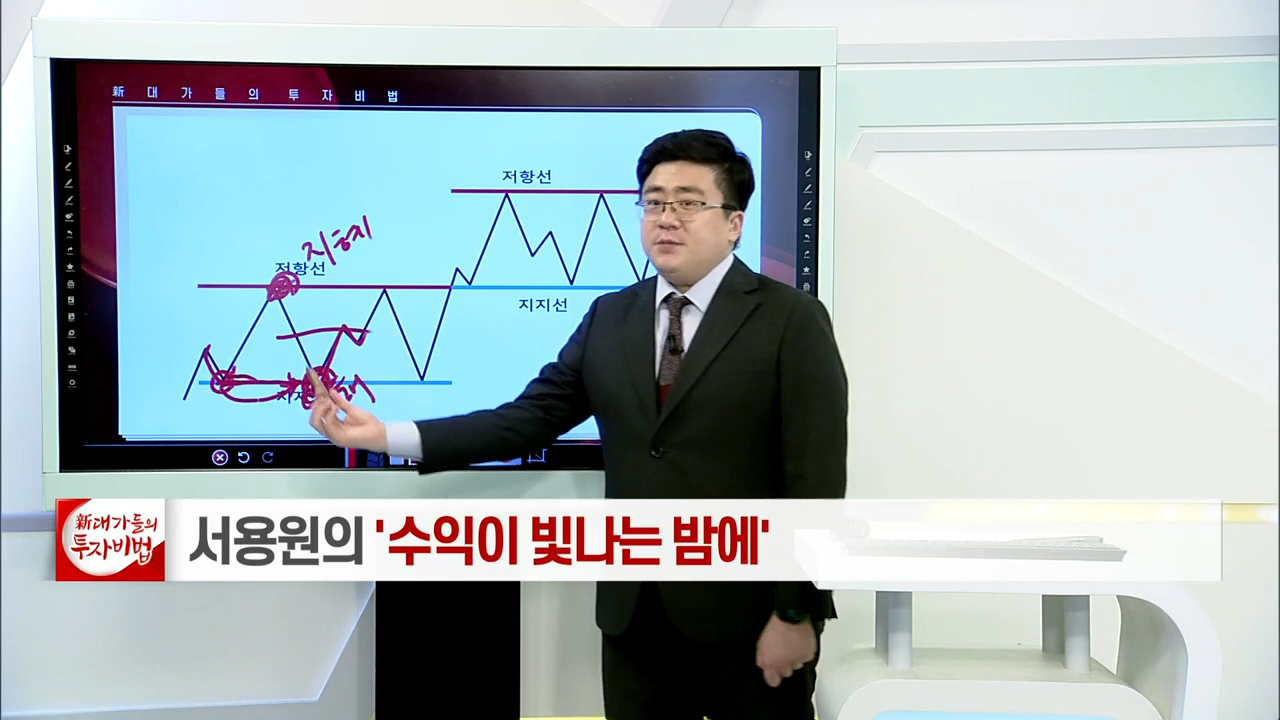 新 대 가 들 의 투 자 비 법
저항선
지항
저항선
지지선
新대가들의
투자비법
서용원의 '수익이 빛나는 밤에'